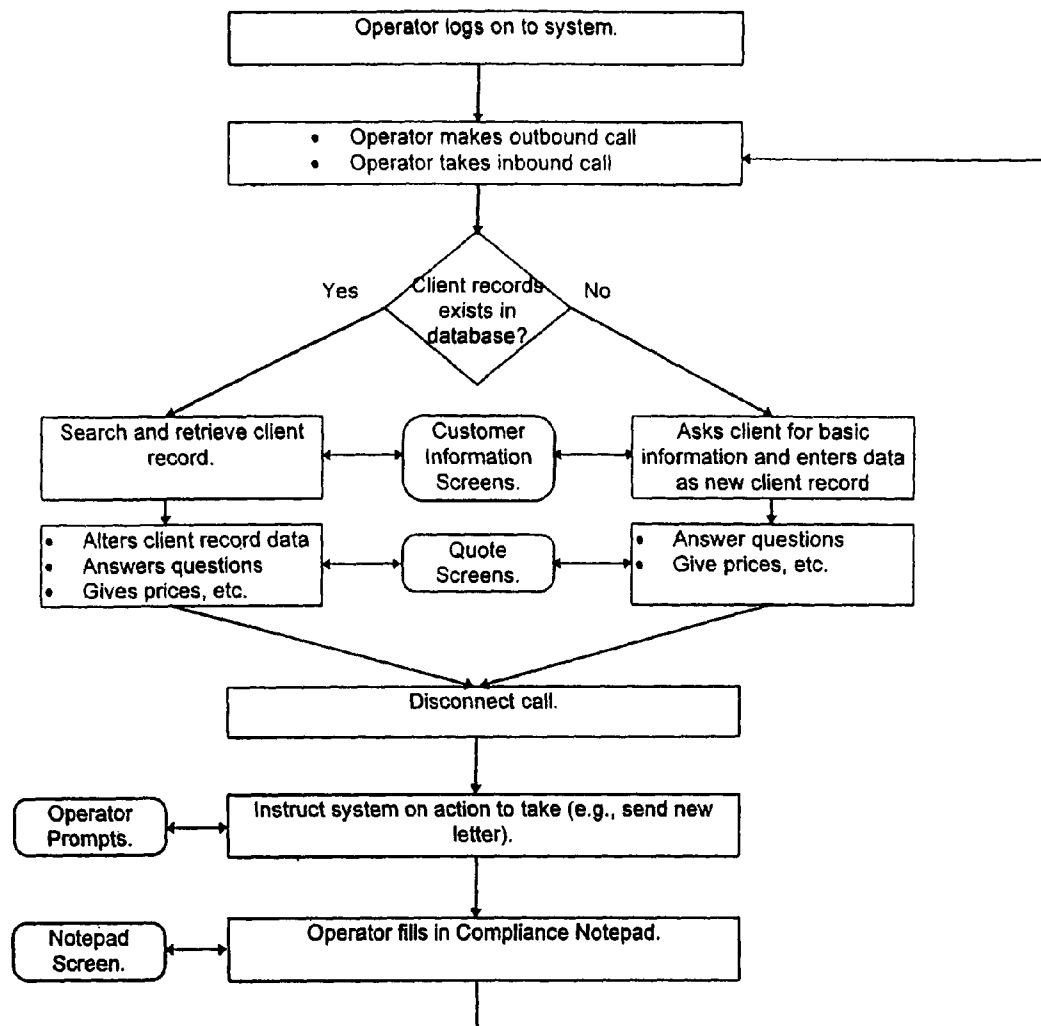 Operator logs on to system.
• Operator makes outbound call
• Operator takes inbound call
Yes
No
Client records
exists in
database?
Search and retrieve client
record.
Customer
Information
Screens.
Asks client for basic
information and enters data
as new client record
• Alters client record data
• Answers questions
• Gives prices, etc.
Quote
Screens.
• Answer questions
• Give prices, etc.
Disconnect call.
Operator
Prompts.
Instruct system on action to take (e.g., send new
letter).
Notepad
Screen.
Operator fills in Compliance Notepad.